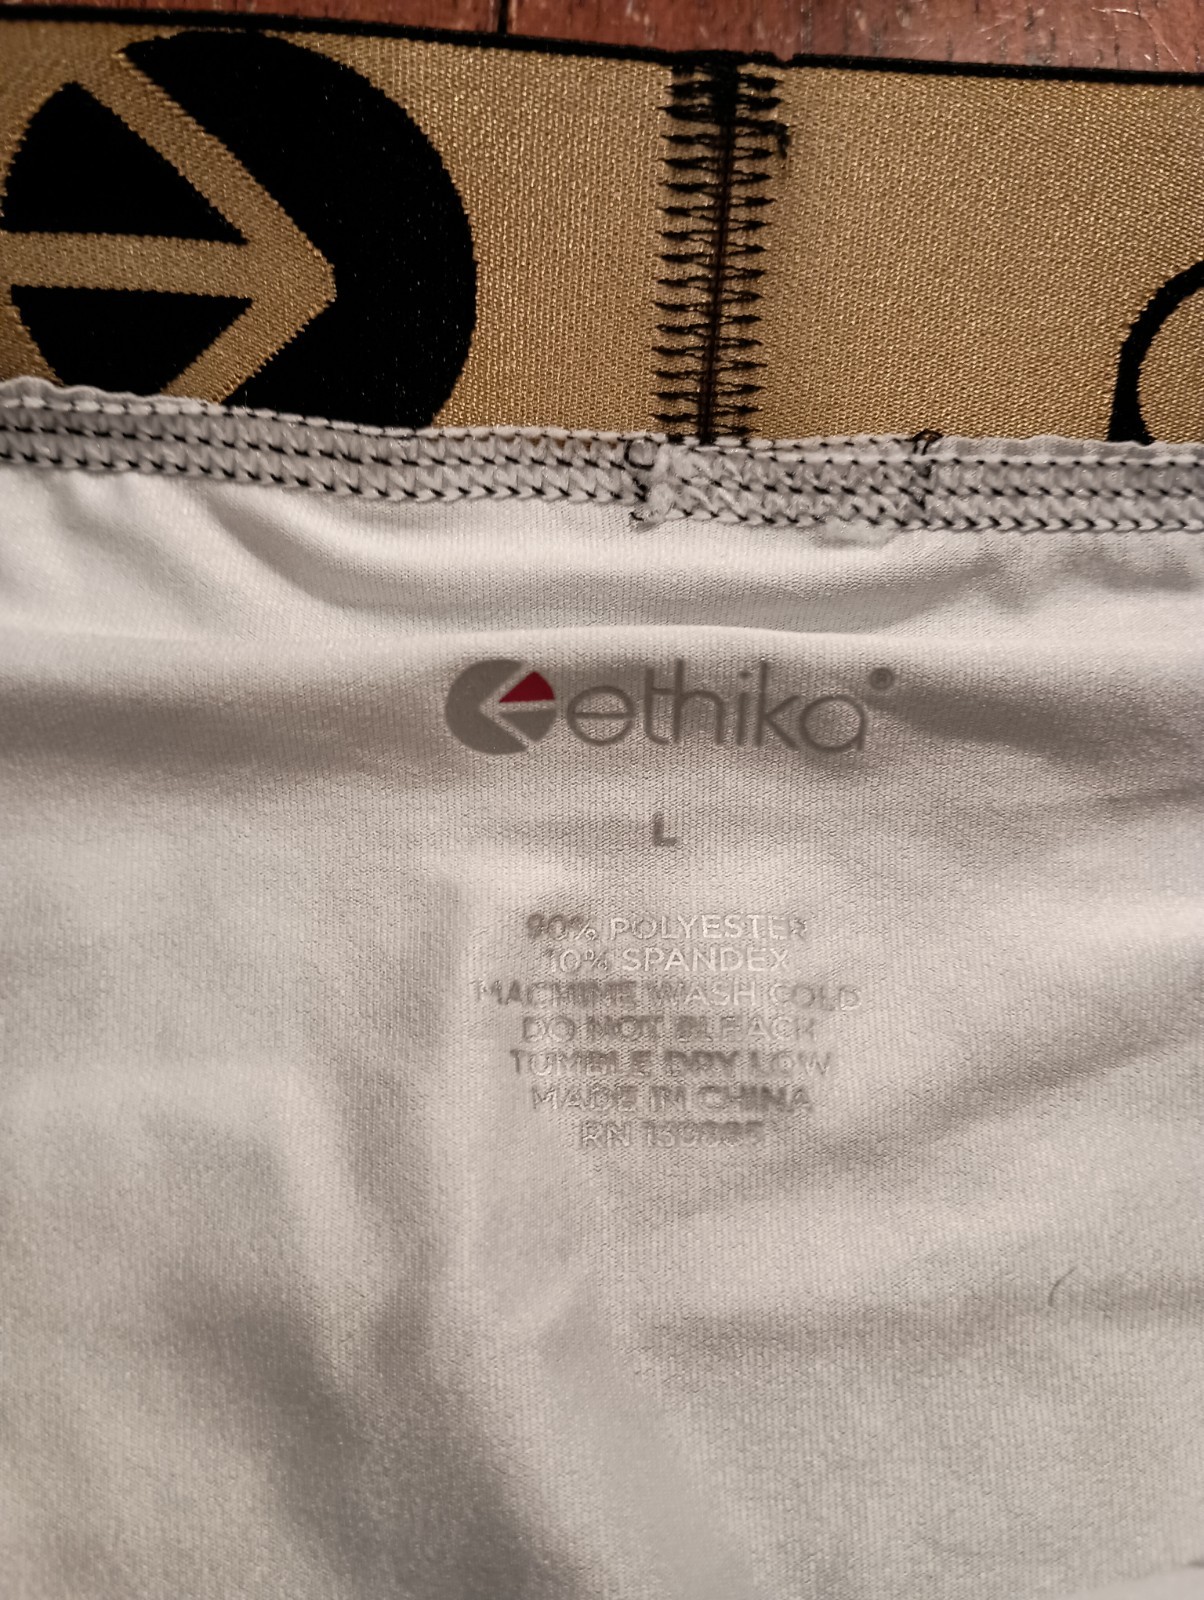 ethika®
L
90% POLYESTER
10% SPANDEX
MACHINE WASH COLD
DO NOT BLEACH
TUMBLE DRY LOW
MADE IN CHINA
RN